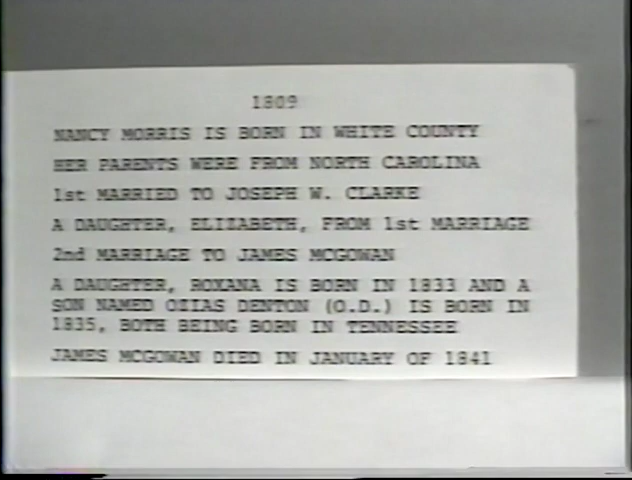 1809
NANCY MORRIS IS BORN IN WHITE COUNTY
HER PARENTS WERE FROM NORTH CAROLINA
1st MARRIED TO JOSEPH W. CLARKE
A DAUGHTER, ELIZABETH, FROM 1st MARRIAGE
2nd MARRIAGE TO JAMES MCGOWAN
A DAUGHTER, ROXANA IS BORN IN 1833 AND A
SON NAMED OZIAS DENTON (O.D.) IS BORN IN
1835, BOTH BEING BORN IN TENNESSEE
JAMES MCGOWAN DIED IN JANUARY OF 1841